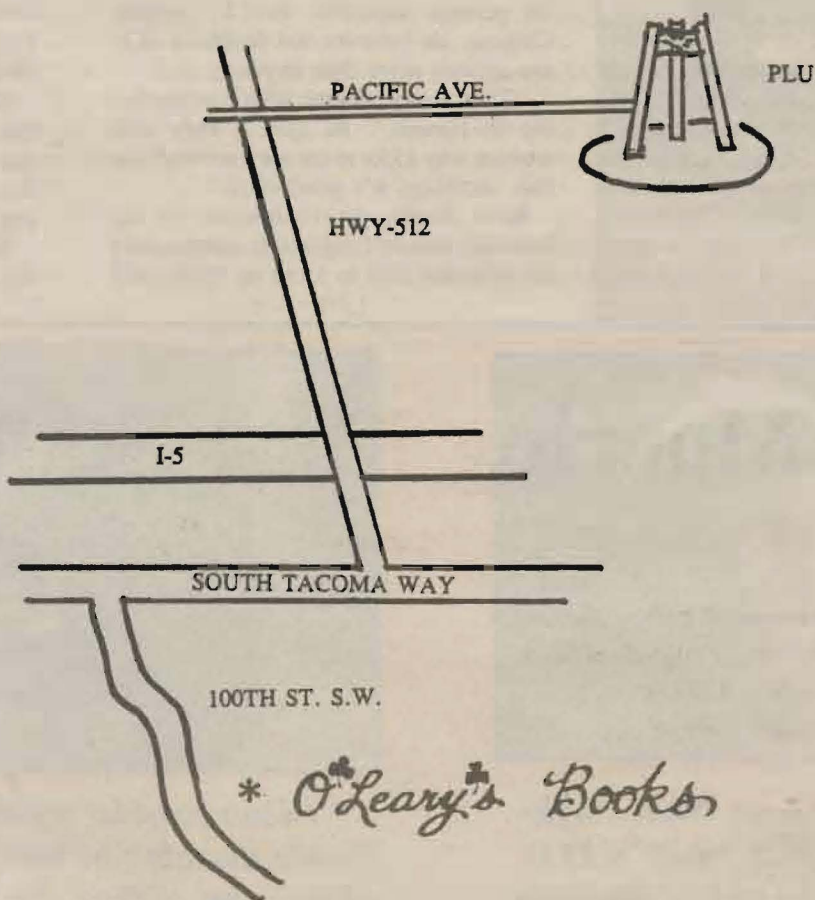 PLU
PACIFIC AVE.
HWY-512
I-5
SOUTH TACOMA WAY
100TH ST. S.W.
* O'Leary's Books